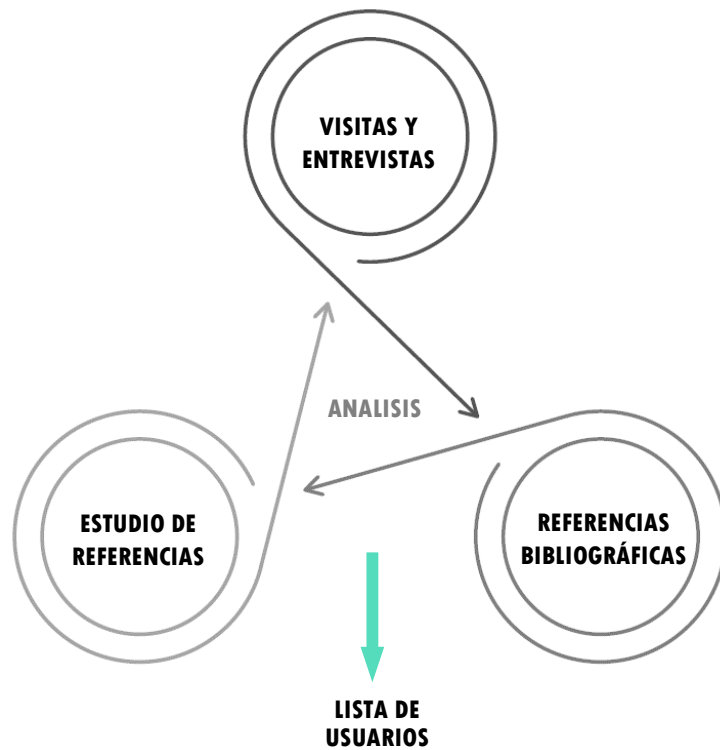 VISITAS Y
ENTREVISTAS
ANALISIS
ESTUDIO DE
REFERENCIAS
REFERENCIAS
BIBLIOGRÁFICAS
LISTA DE
USUARIOS